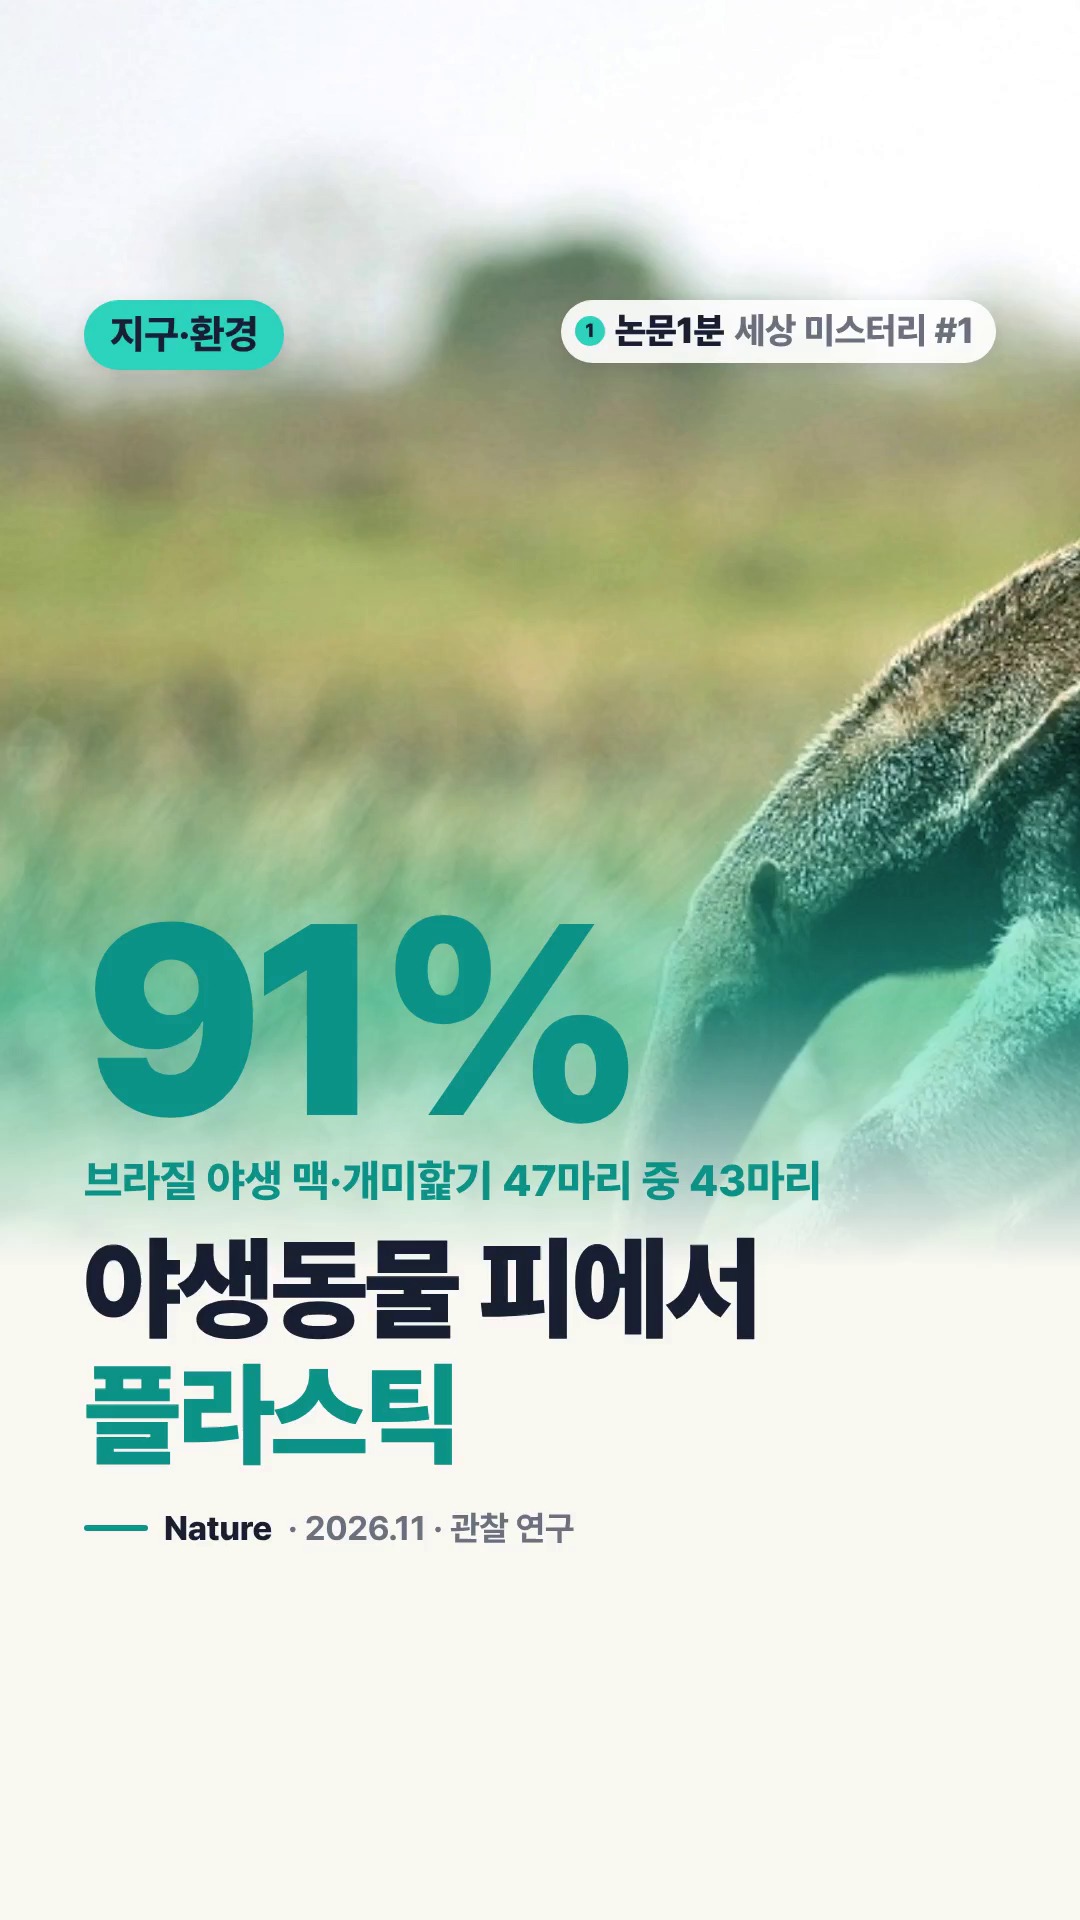 지구·환경
1 논문1분 세상 미스터리 #1
91%
브라질 야생 맥·개미핥기 47마리 중 43마리
야생동물 피에서
플라스틱
Nature · 2026.11 · 관찰 연구